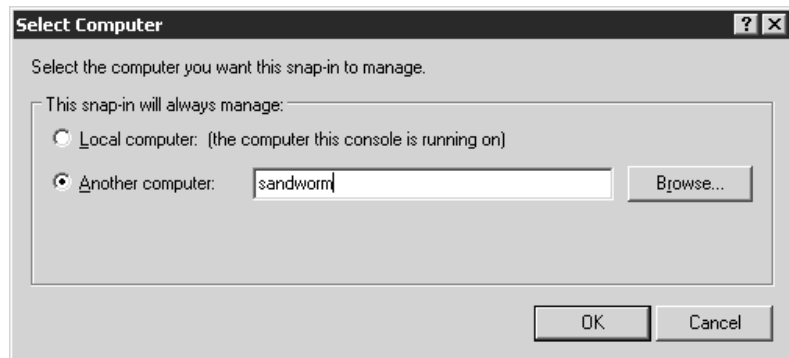 Select Computer
Select the computer you want this snap-in to manage.
This snap-in will always manage:
Local computer: (the computer this console is running on)
Another computer: sandworm Browse...
OK Cancel